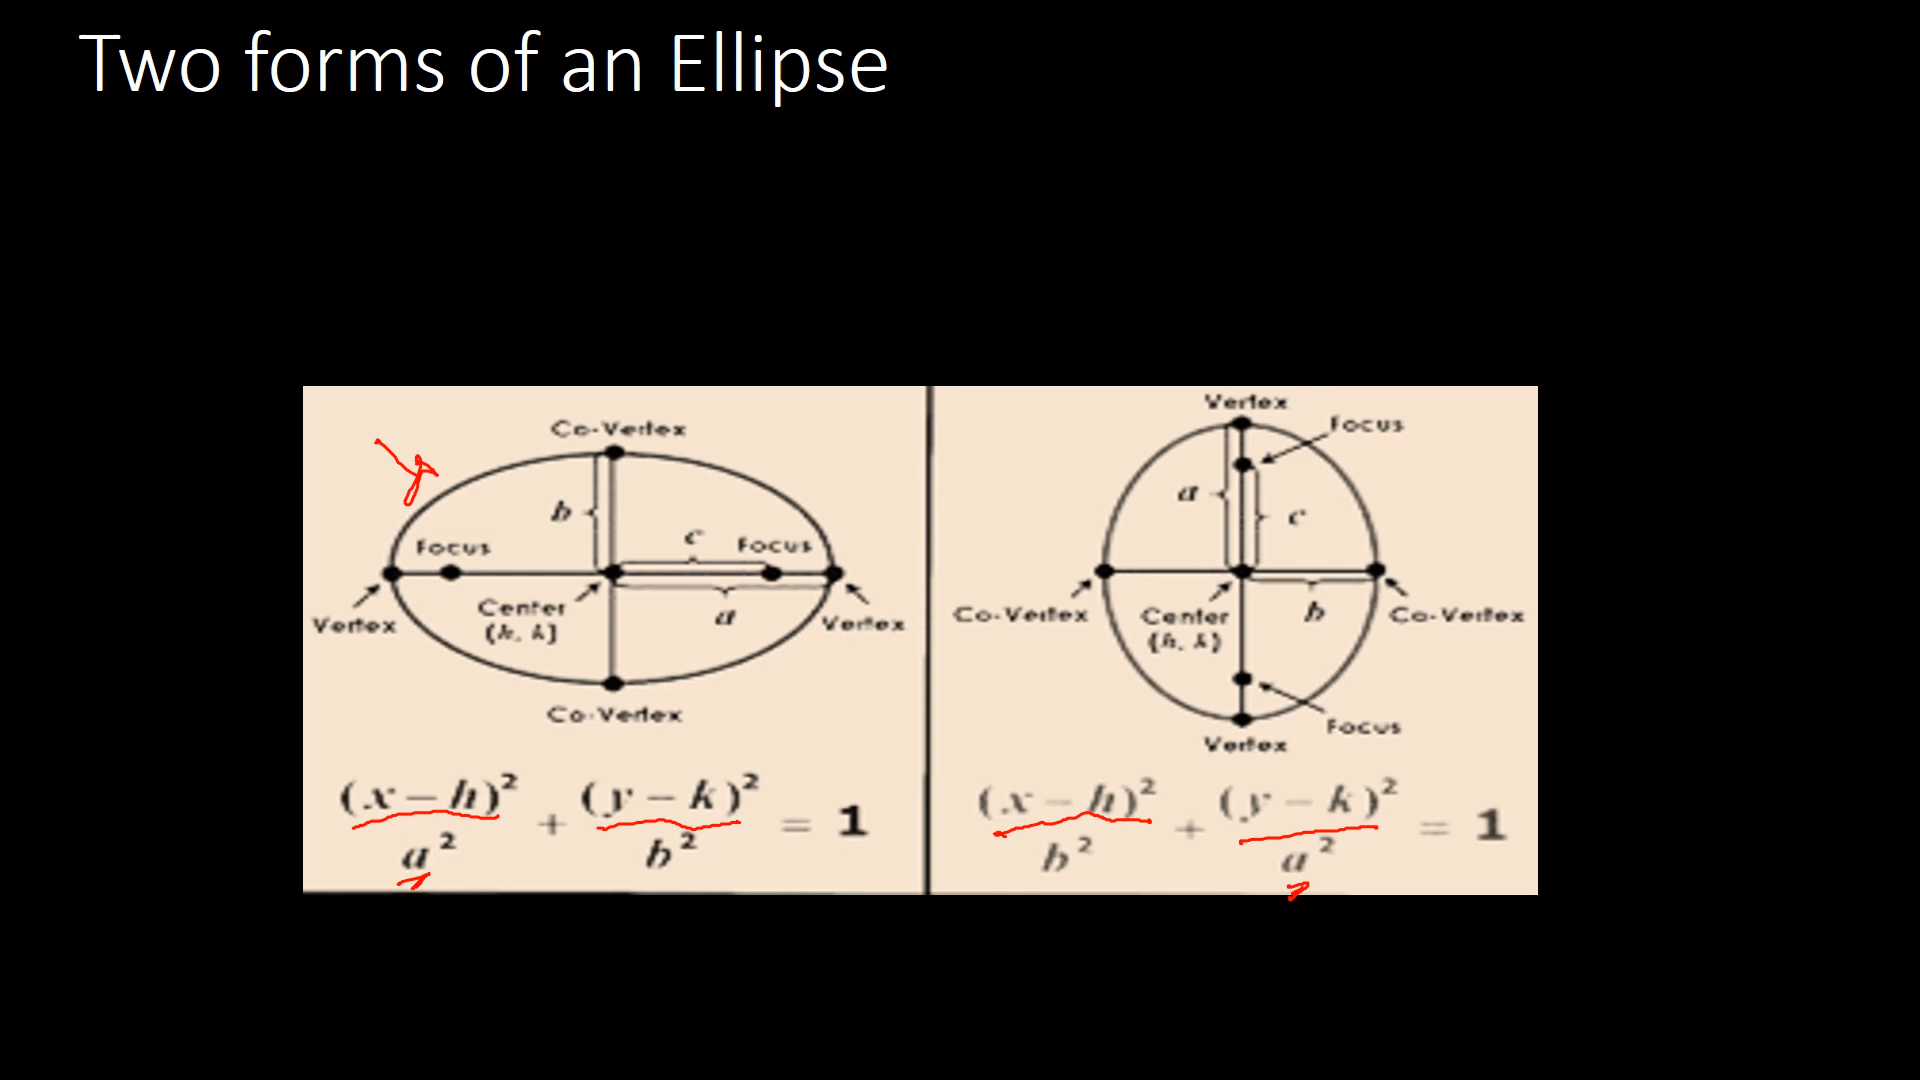 Two forms of an Ellipse
Co-Vertex
b
c
Focus
Focus
Vertex
Center
(h, k)
a
Vertex
Co-Vertex
(x – h)²
a²
+
(y – k)²
b²
= 1
Vertex
Focus
a
c
Co-Vertex
Center
(h, k)
b
Co-Vertex
Focus
Vertex
(x – h)²
b²
+
(y – k)²
a²
= 1